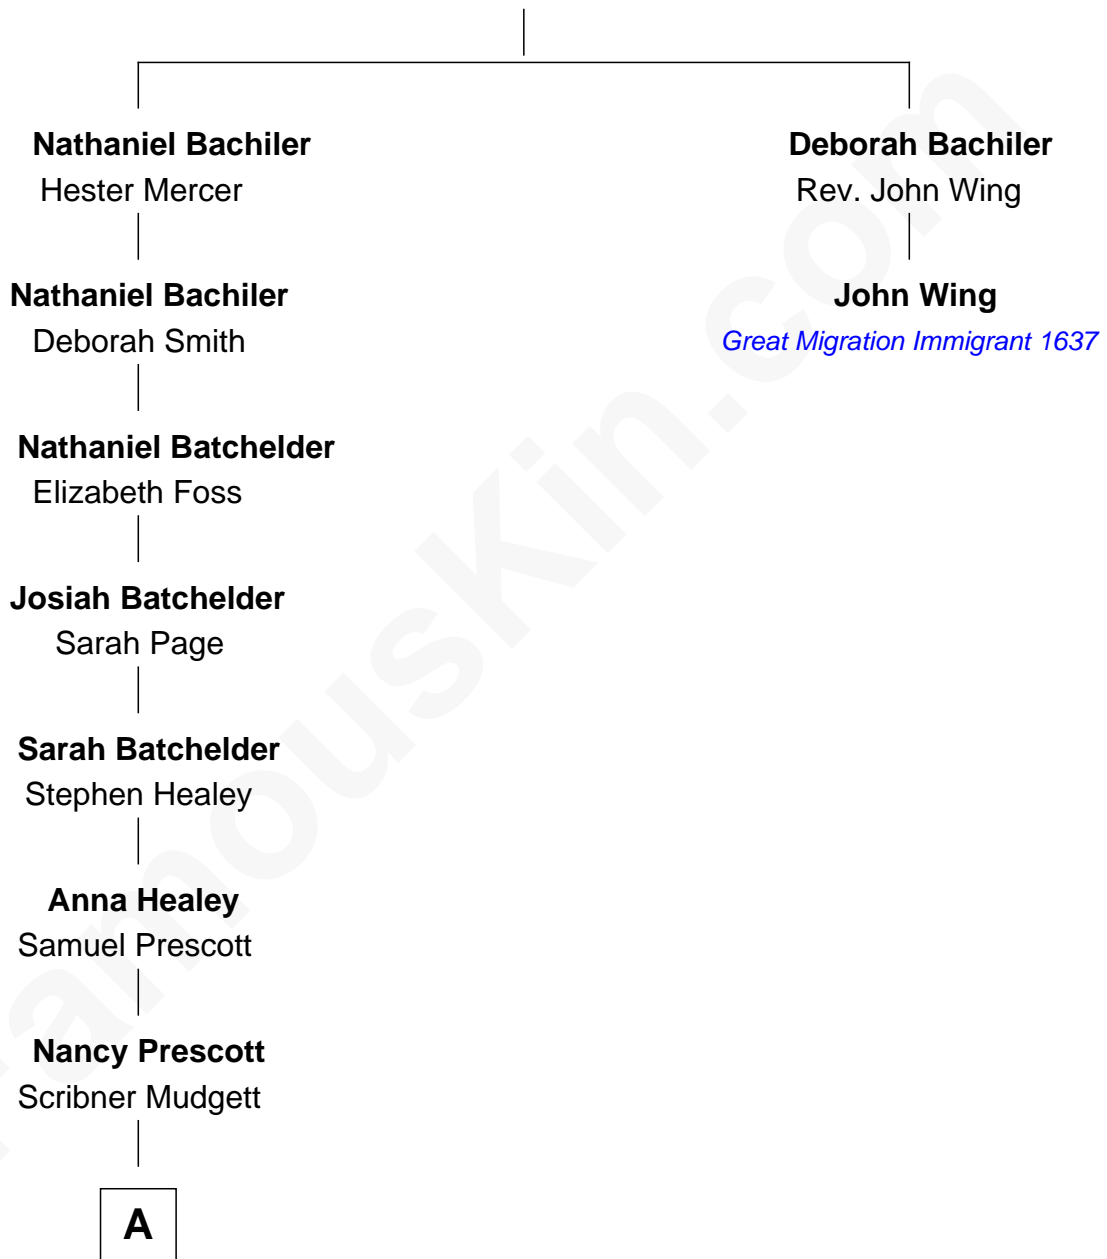 Nathaniel Bachiler
Hester Mercer
Nathaniel Bachiler
Deborah Smith
Nathaniel Batchelder
Elizabeth Foss
Josiah Batchelder
Sarah Page
Sarah Batchelder
Stephen Healey
Anna Healey
Samuel Prescott
Nancy Prescott
Scribner Mudgett
A
Deborah Bachiler
Rev. John Wing
John Wing
Great Migration Immigrant 1637
FamousKin.com